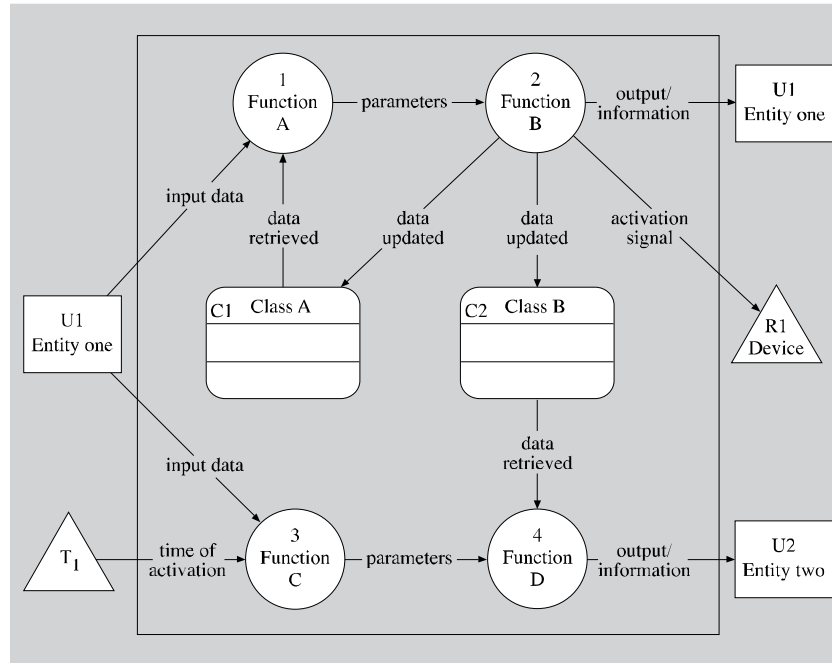 1
Function
A
parameters
2
Function
B
output/
information
U1
Entity one
input data
data
retrieved
data
updated
data
updated
activation
signal
U1
Entity one
C1 Class A
C2 Class B
R1
Device
input data
data
retrieved
T1
time of
activation
3
Function
C
parameters
4
Function
D
output/
information
U2
Entity two